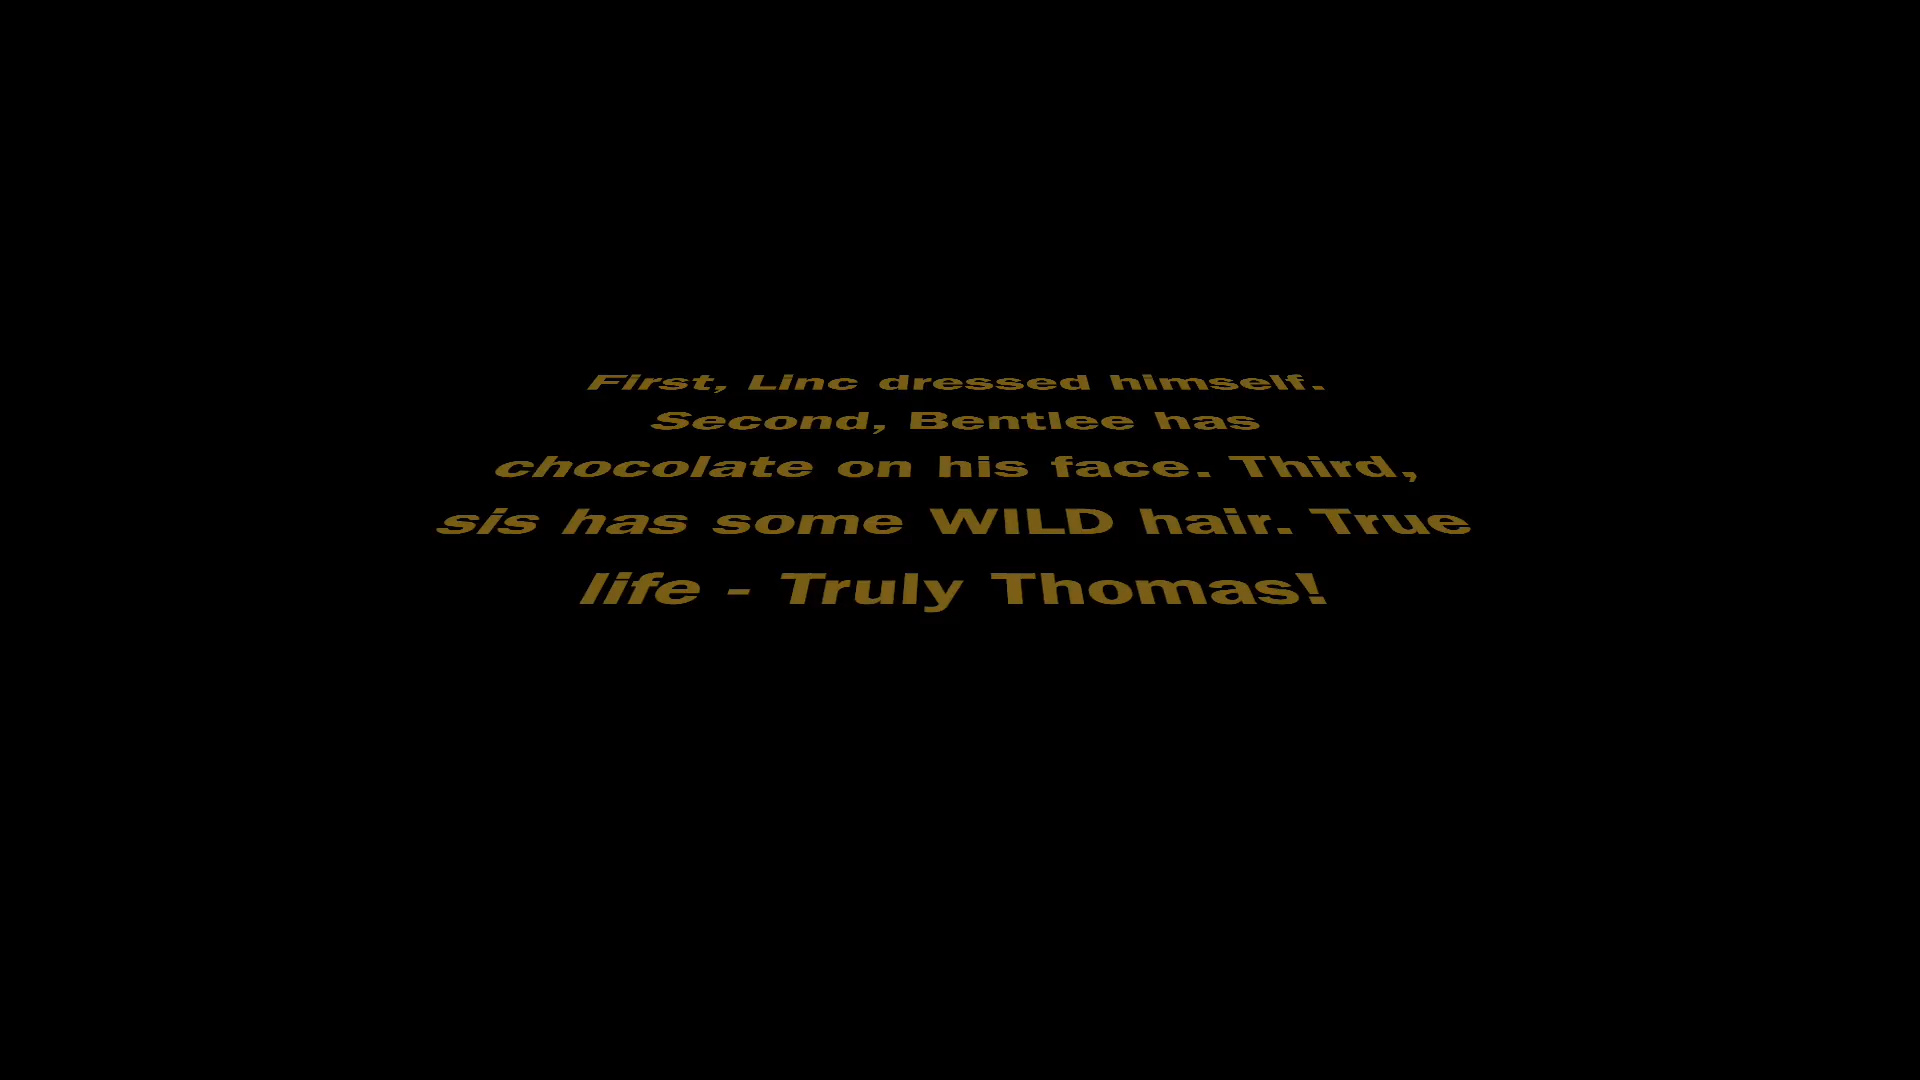 First, Linc dressed himself.
Second, Bentlee has
chocolate on his face. Third,
sis has some WILD hair. True
life - Truly Thomas!